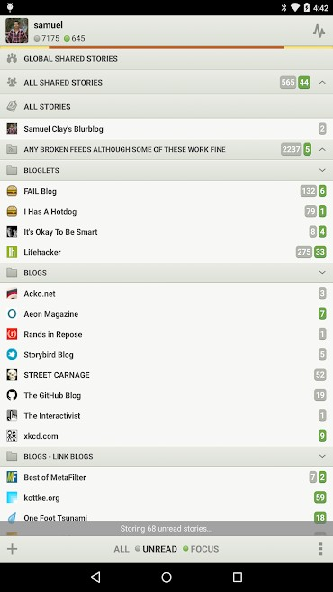 4:42
samuel
7175 645
GLOBAL SHARED STORIES
ALL SHARED STORIES 565 44
ALL STORIES
Samuel Clay's Blurblog 2
ANY BROKEN FEEDS ALTHOUGH SOME OF THESE WORK FINE 2237 5
BLOGLETS
FAIL Blog 132 6
I Has A Hotdog 79 1
It's Okay To Be Smart 8 4
Lifehacker 275 33
BLOGS
Ackc.net 3
Aeon Magazine 7
Rands in Repose 1
Storybird Blog 5
STREET CARNAGE 52
The GitHub Blog 19
The Interactivist 1
xkcd.com 9
BLOGS - LINK BLOGS
Best of MetaFilter 7 2
kottke.org 59
One Foot Tsunami 18
Storing 68 unread stories...
ALL UNREAD FOCUS